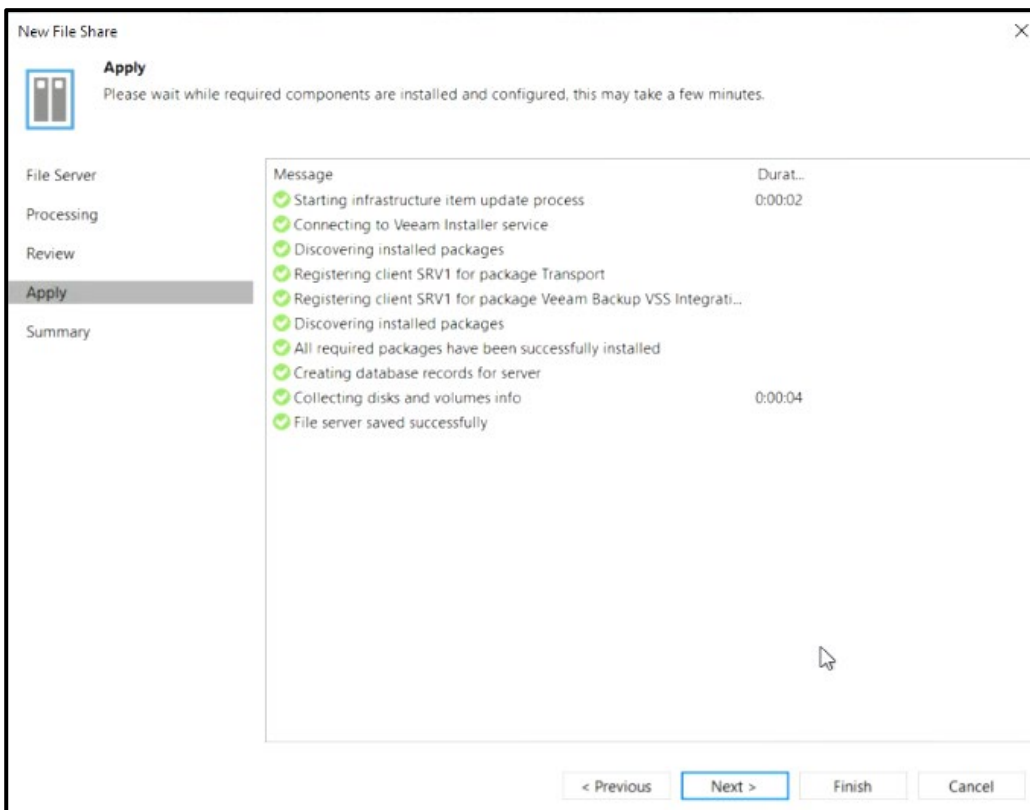 New File Share
Apply
Please wait while required components are installed and configured, this may take a few minutes.
File Server
Processing
Review
Apply
Summary
Message Durat...
Starting infrastructure item update process 0:00:02
Connecting to Veeam Installer service
Discovering installed packages
Registering client SRV1 for package Transport
Registering client SRV1 for package Veeam Backup VSS Integrati...
Discovering installed packages
All required packages have been successfully installed
Creating database records for server
Collecting disks and volumes info 0:00:04
File server saved successfully
< Previous Next > Finish Cancel